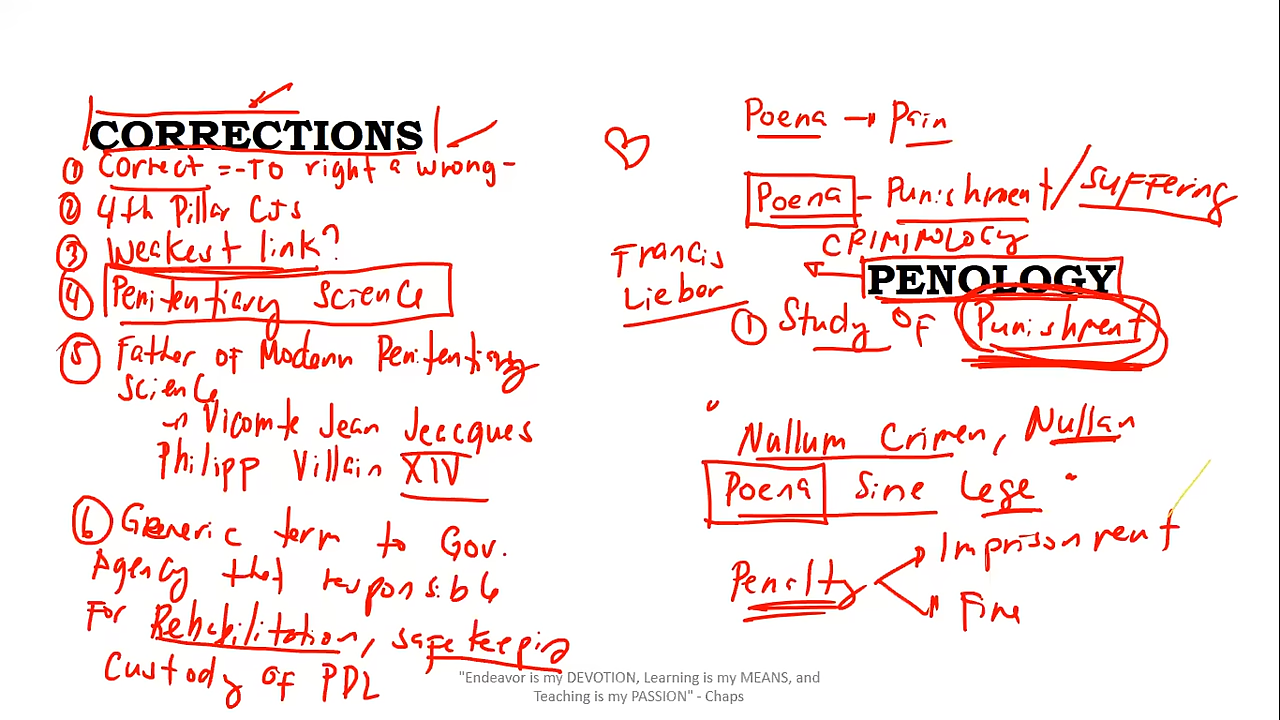 CORRECTIONS
① Correct = -To right a wrong -
② 4th Pillar CJS
③ Weakest link?
④ Penitentiary Science
⑤ Father of Modern Penitentiary
Science
→ Vicomte Jean Jeacques
Philipp Villain XIV
⑥ Generic term to Gov.
Agency that responsible
For Rehabilitation, safekeeping
Custody of PDL
Poena → Pain
Poena - Punishment / suffering
CRIMINOLOGY
Francis
Lieber
PENOLOGY
① Study of Punishment
" Nullum Crimen, Nullan
Poena Sine Lege "
Penalty → Imprisonment
→ Fine
"Endeavor is my DEVOTION, Learning is my MEANS, and
Teaching is my PASSION" - Chaps